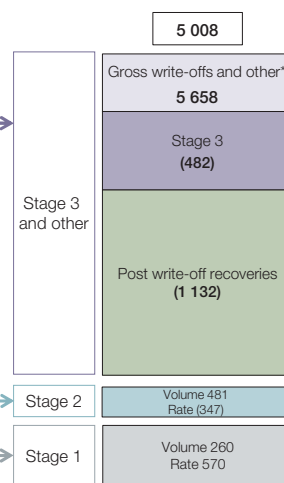 5 008
Gross write-offs and other*
5 658
Stage 3
(482)
Stage 3
and other
Post write-off recoveries
(1 132)
Stage 2
Volume 481
Rate (347)
Stage 1
Volume 260
Rate 570